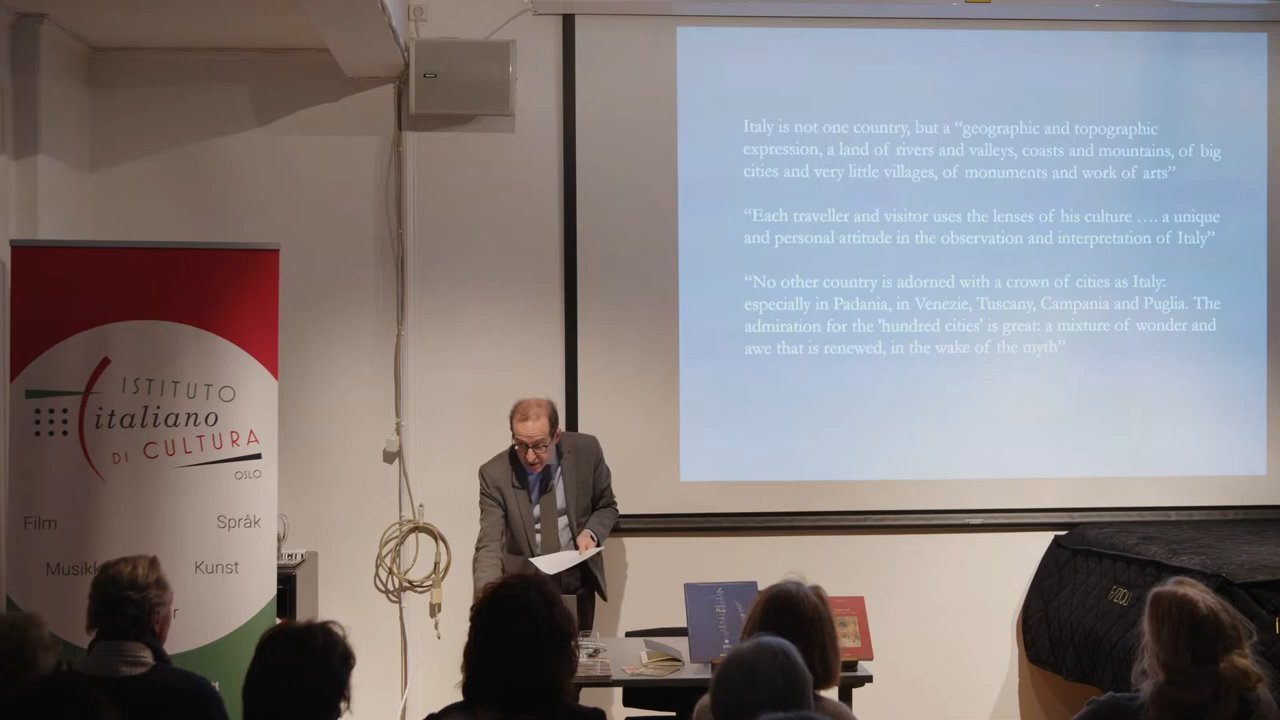 Italy is not one country, but a “geographic and topographic
expression, a land of rivers and valleys, coasts and mountains, of big
cities and very little villages, of monuments and work of arts”
“Each traveller and visitor uses the lenses of his culture …. a unique
and personal attitude in the observation and interpretation of Italy”
“No other country is adorned with a crown of cities as Italy:
especially in Padania, in Venezie, Tuscany, Campania and Puglia. The
admiration for the 'hundred cities' is great: a mixture of wonder and
awe that is renewed, in the wake of the myth”
ISTITUTO
italiano
DI CULTURA
OSLO
Film
Språk
Musikk
Kunst